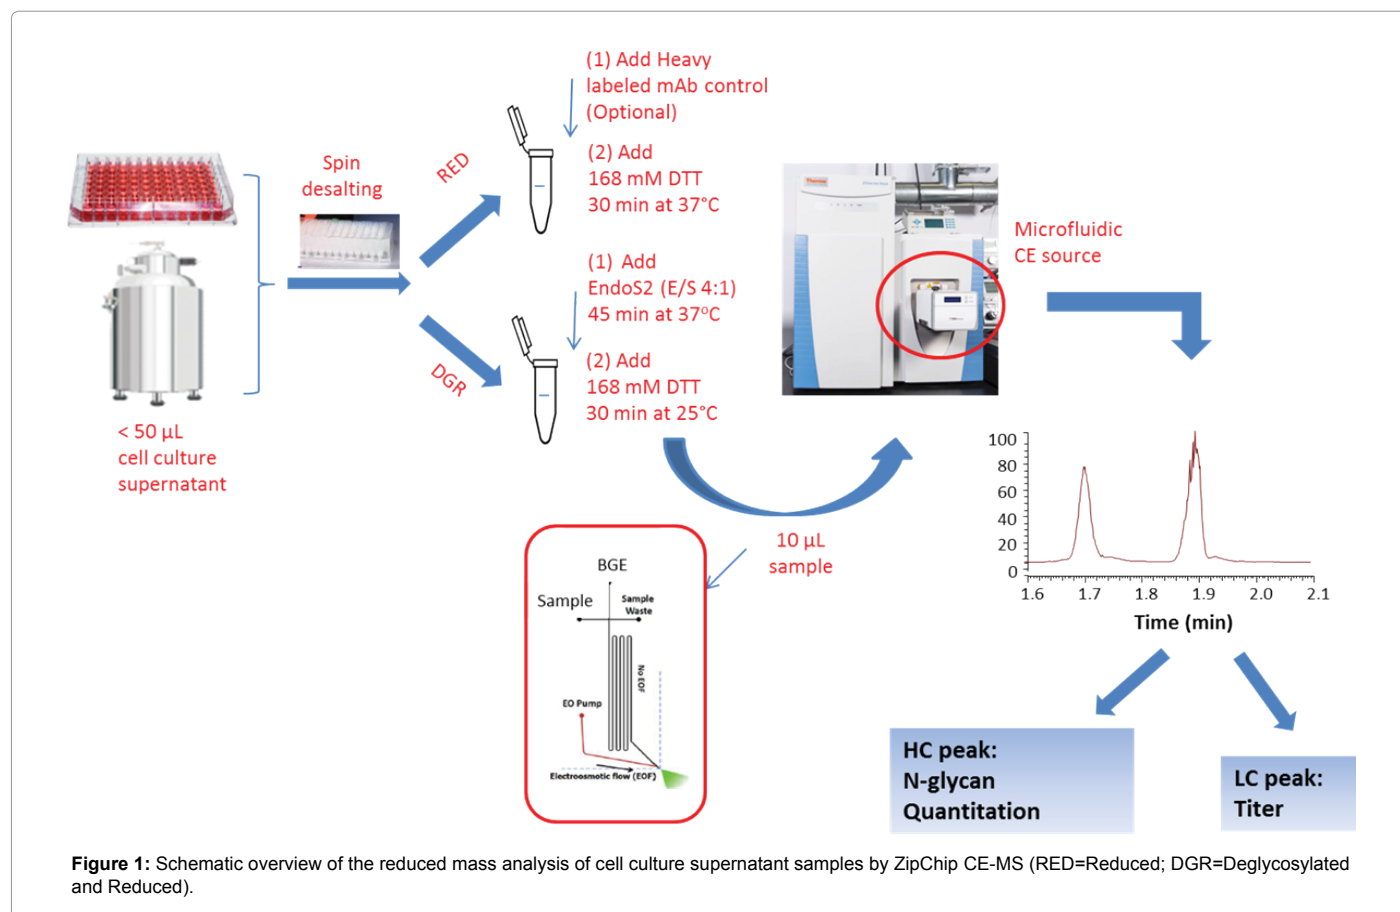 < 50 µL
cell culture
supernatant
Spin
desalting
RED
DGR
(1) Add Heavy
labeled mAb control
(Optional)
(2) Add
168 mM DTT
30 min at 37°C
(1) Add
EndoS2 (E/S 4:1)
45 min at 37°C
(2) Add
168 mM DTT
30 min at 25°C
10 µL
sample
BGE
Sample
Sample
Waste
No EOF
EO Pump
Electroosmotic flow (EOF)
Thermo
Microfluidic
CE source
100
80
60
40
20
0
1.6 1.7 1.8 1.9 2.0 2.1
Time (min)
HC peak:
N-glycan
Quantitation
LC peak:
Titer
Figure 1: Schematic overview of the reduced mass analysis of cell culture supernatant samples by ZipChip CE-MS (RED=Reduced; DGR=Deglycosylated
and Reduced).